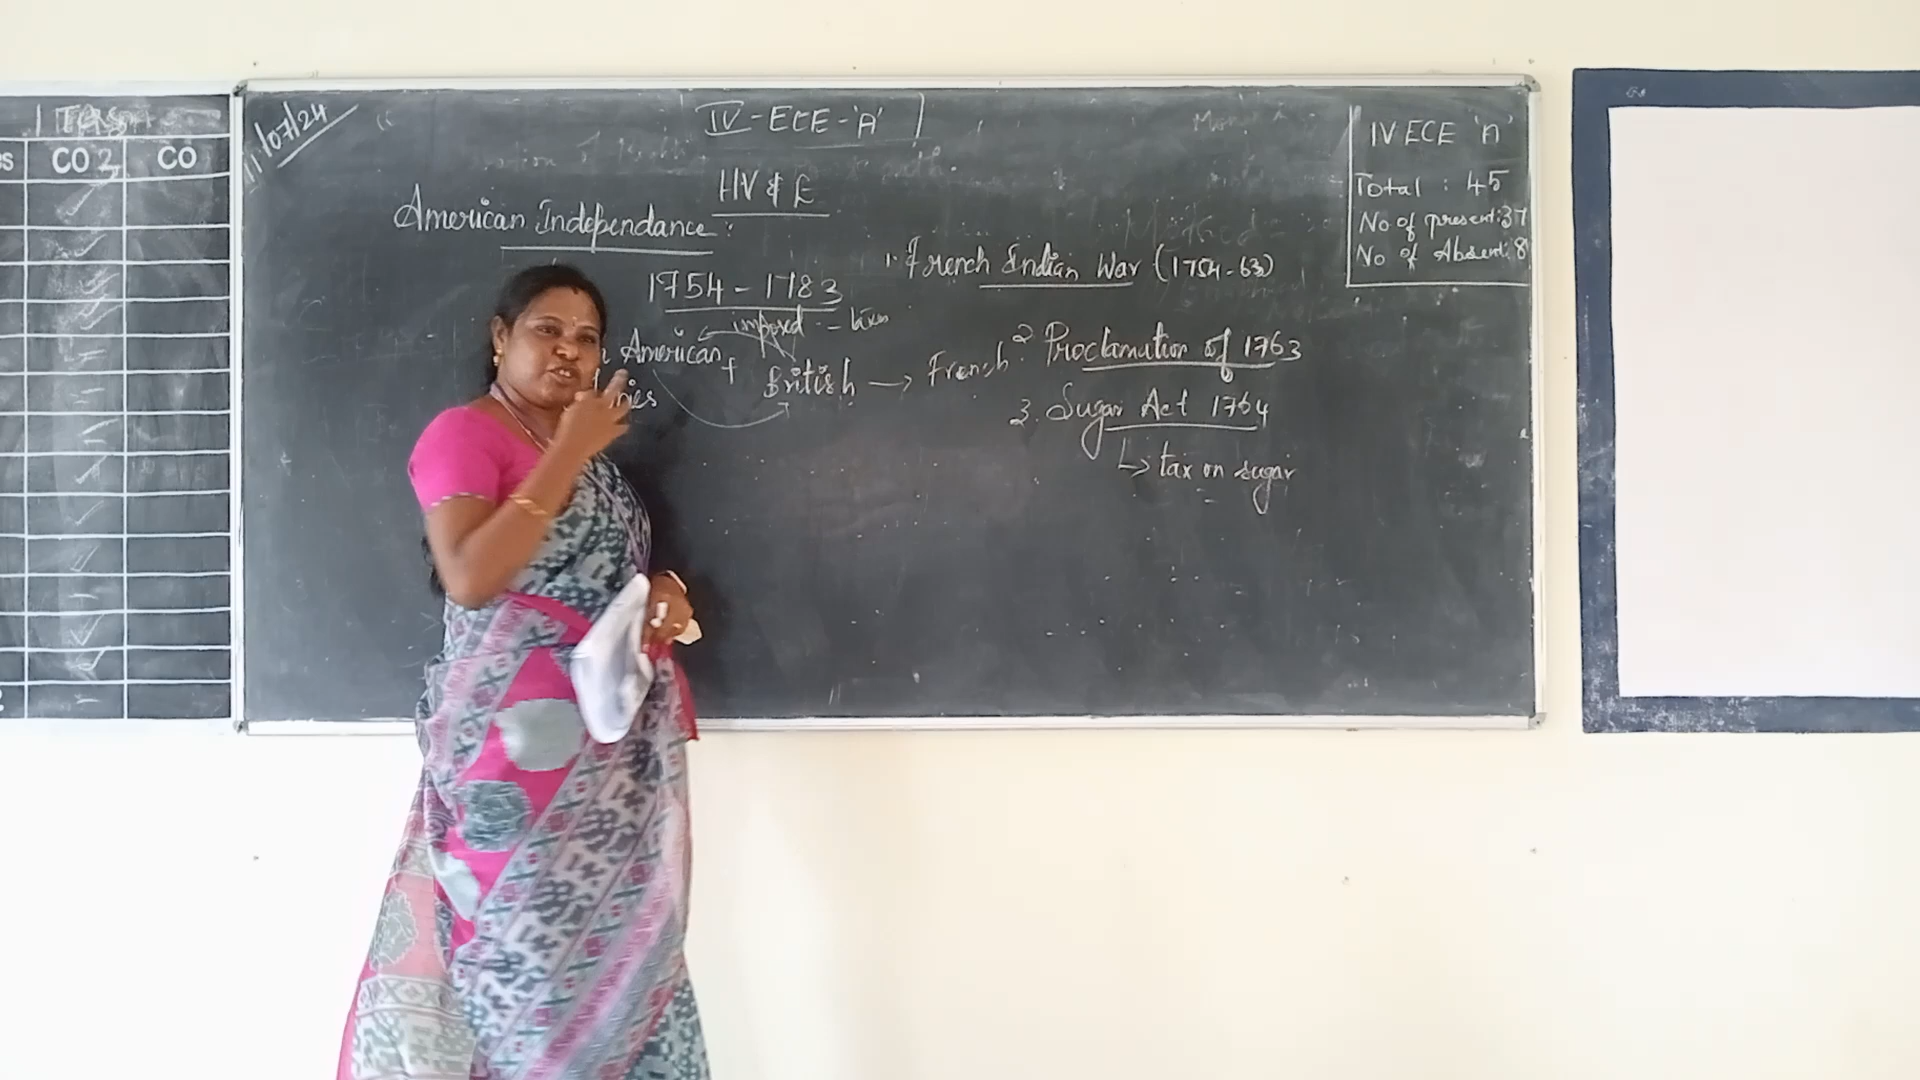 11/07/24
IV-ECE-'A'
HV & E
American Independance:
1754-1783
imposed - taxes
American + British → French
1. French Indian War (1754-63)
2. Proclamation of 1763
3. Sugar Act 1764
↳ tax on sugar
IV ECE 'A'
Total : 45
No of present: 37
No of Absent: 8
CO 2 CO